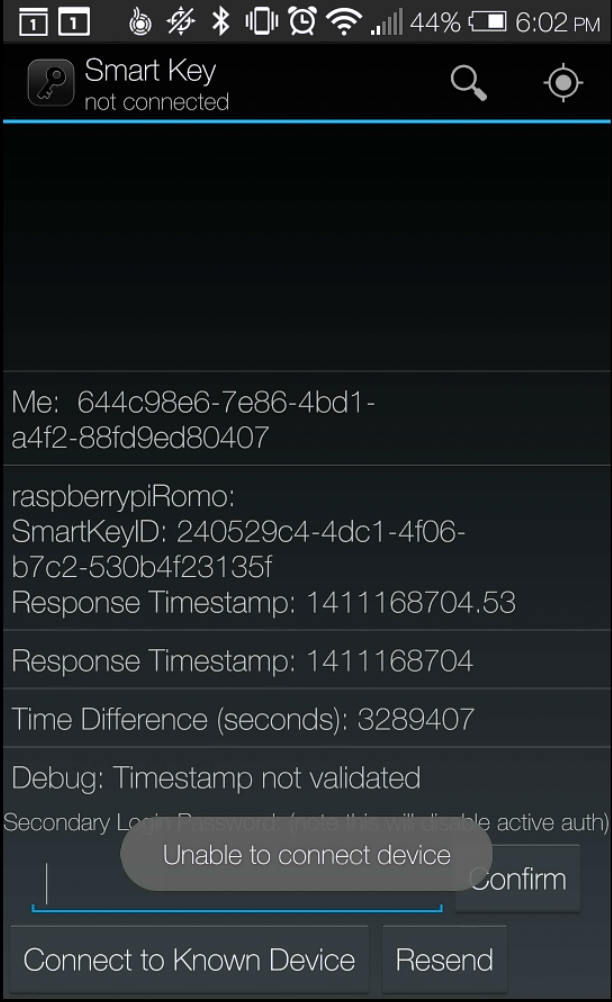 1 1 44% 6:02 PM
Smart Key
not connected
Me: 644c98e6-7e86-4bd1-
a4f2-88fd9ed80407
raspberrypiRomo:
SmartKeyID: 240529c4-4dc1-4f06-
b7c2-530b4f23135f
Response Timestamp: 1411168704.53
Response Timestamp: 1411168704
Time Difference (seconds): 3289407
Debug: Timestamp not validated
Secondary Login Password: (note this will disable active auth)
Unable to connect device
Confirm
Connect to Known Device Resend